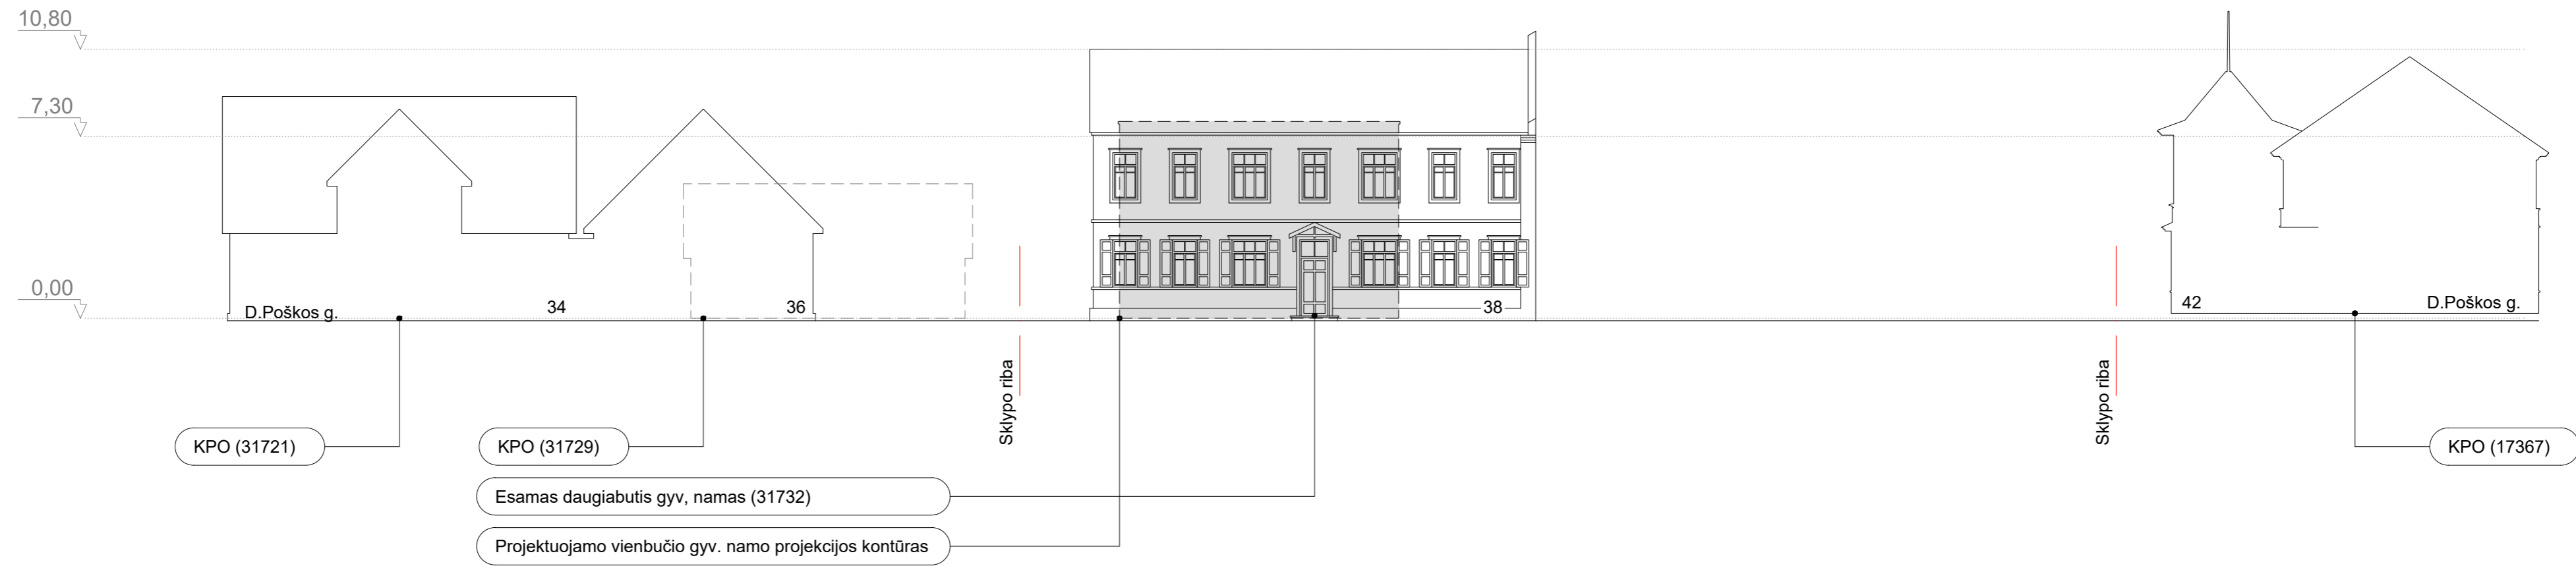 10,80
7,30
0,00
D.Poškos g.
34
36
38
42
D.Poškos g.
Sklypo riba
Sklypo riba
KPO (31721)
KPO (31729)
KPO (17367)
Esamas daugiabutis gyv, namas (31732)
Projektuojamo vienbučio gyv. namo projekcijos kontūras